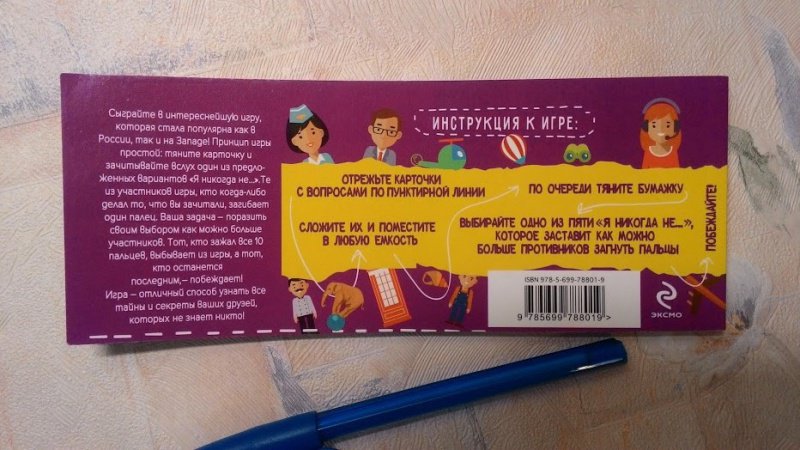 Сыграйте в интереснейшую игру,
которая стала популярна как в
России, так и на Западе! Принцип игры
простой: тяните карточку и
зачитывайте вслух один из предло-
женных вариантов «Я никогда не...».Те
из участников игры, кто когда-либо
делал то, что вы зачитали, загибает
один палец. Ваша задача – поразить
своим выбором как можно больше
участников. Тот, кто зажал все 10
пальцев, выбывает из игры, а тот,
кто останется
последним, – побеждает!
Игра – отличный способ узнать все
тайны и секреты ваших друзей,
которых не знает никто!
ИНСТРУКЦИЯ К ИГРЕ:
ОТРЕЖЬТЕ КАРТОЧКИ
С ВОПРОСАМИ ПО ПУНКТИРНОЙ ЛИНИИ
СЛОЖИТЕ ИХ И ПОМЕСТИТЕ
В ЛЮБУЮ ЕМКОСТЬ
ПО ОЧЕРЕДИ ТЯНИТЕ БУМАЖКУ
ВЫБИРАЙТЕ ОДНО ИЗ ПЯТИ «Я НИКОГДА НЕ...»,
КОТОРОЕ ЗАСТАВИТ КАК МОЖНО
БОЛЬШЕ ПРОТИВНИКОВ ЗАГНУТЬ ПАЛЬЦЫ
ПОБЕЖДАЙТЕ!
ISBN 978-5-699-78801-9
9 785699 788019 >
ЭКСМО